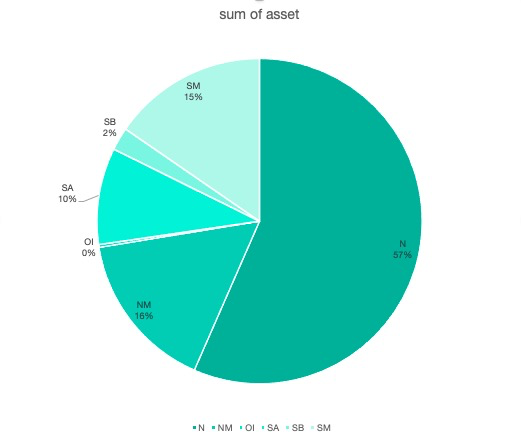 sum of asset
SM
15%
SB
2%
SA
10%
OI
0%
NM
16%
N
57%
N NM OI SA SB SM